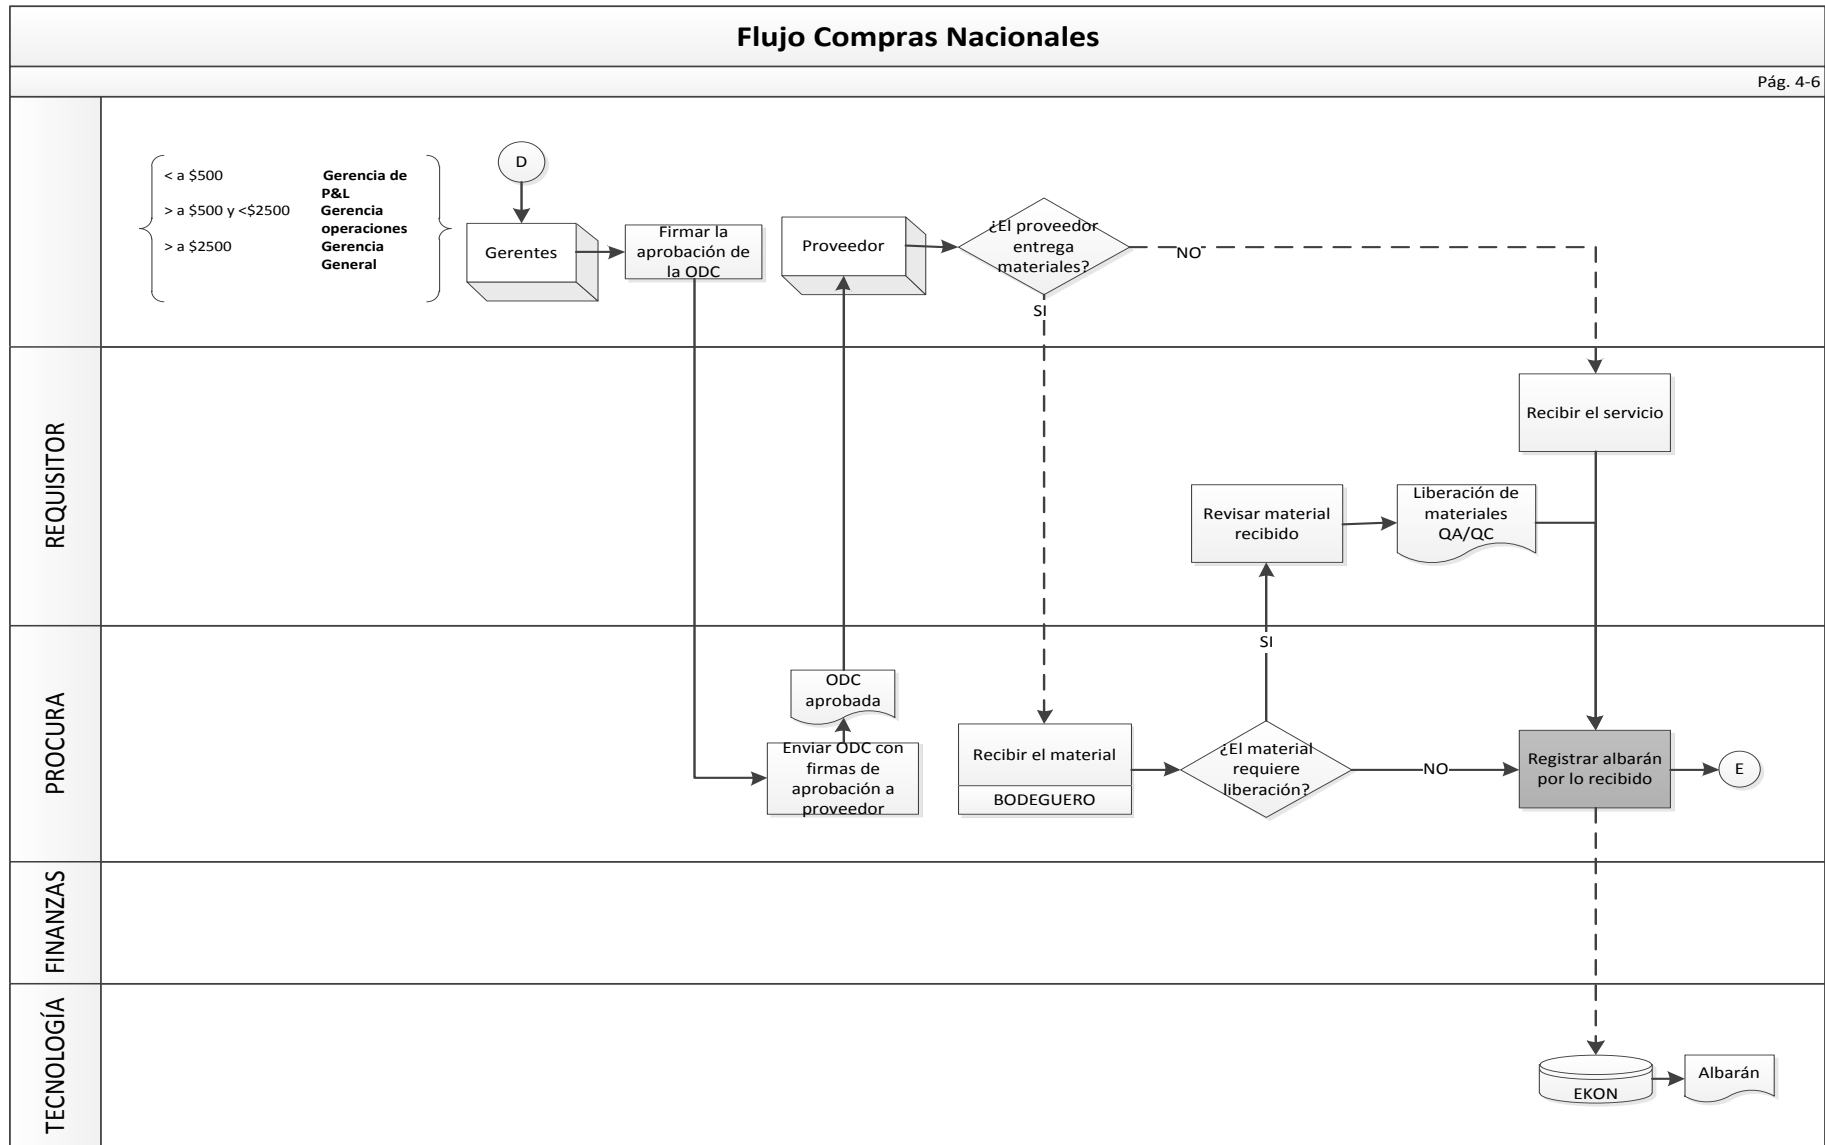 Flujo Compras Nacionales
Pág. 4-6
< a $500 Gerencia de
P&L
> a $500 y <$2500 Gerencia
operaciones
> a $2500 Gerencia
General
D
Gerentes
Firmar la
aprobación de
la ODC
Proveedor
¿El proveedor
entrega
materiales?
NO
SI
REQUISITOR
Recibir el servicio
Revisar material
recibido
Liberación de
materiales
QA/QC
PROCURA
SI
ODC
aprobada
Enviar ODC con
firmas de
aprobación a
proveedor
Recibir el material
BODEGUERO
¿El material
requiere
liberación?
NO
Registrar albarán
por lo recibido
E
FINANZAS
TECNOLOGÍA
EKON
Albarán